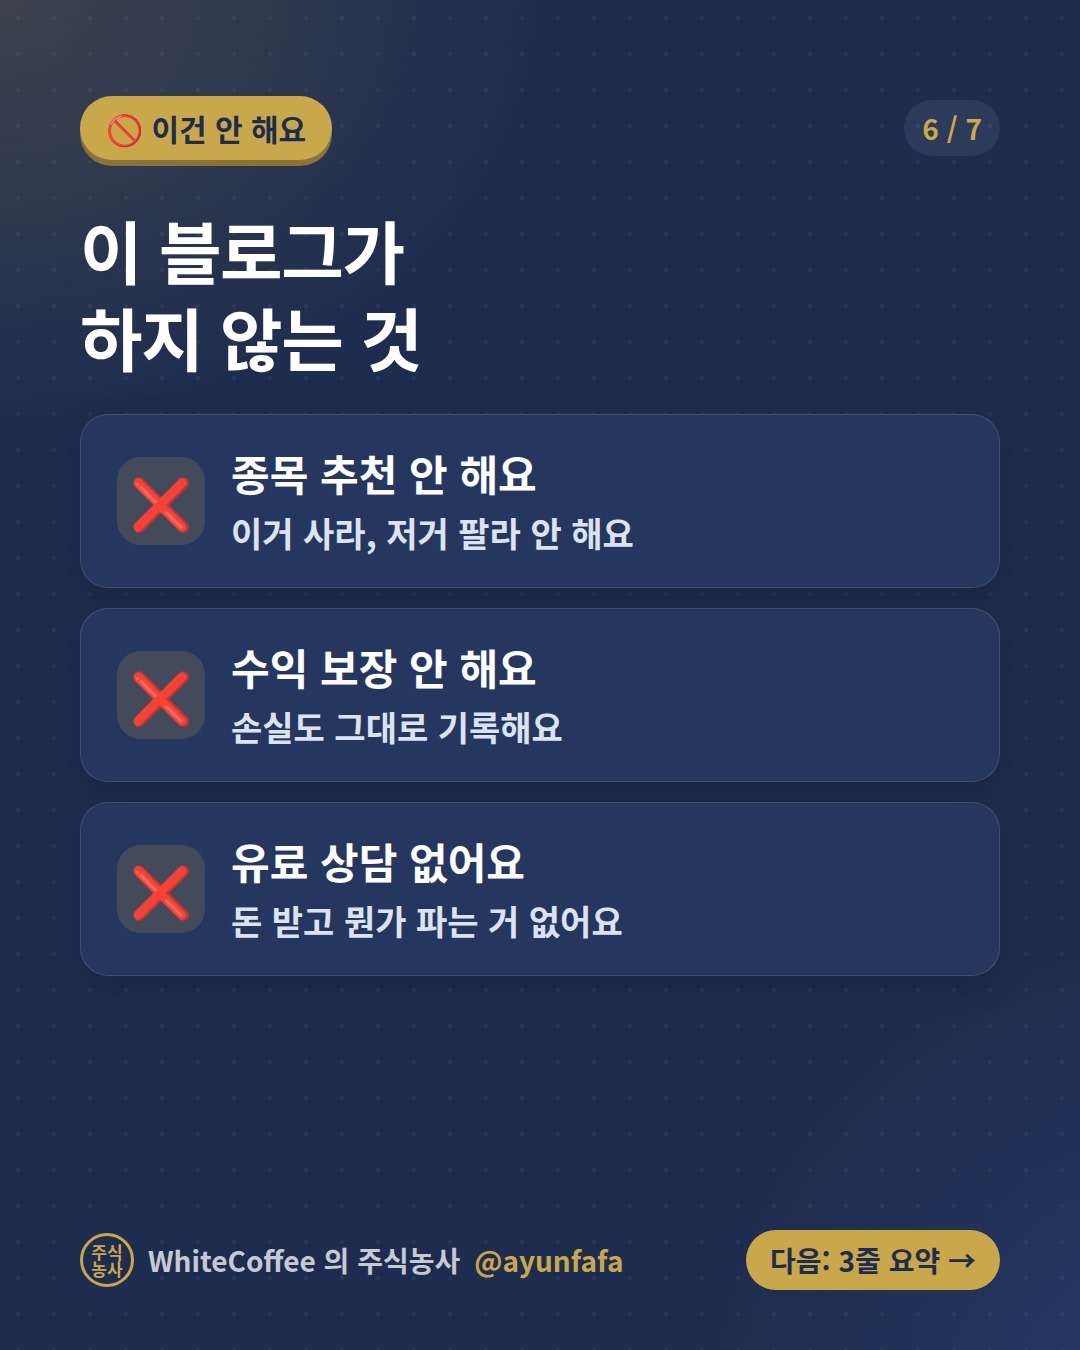 🚫 이건 안 해요
6 / 7
이 블로그가
하지 않는 것
❌ 종목 추천 안 해요
이거 사라, 저거 팔라 안 해요
❌ 수익 보장 안 해요
손실도 그대로 기록해요
❌ 유료 상담 없어요
돈 받고 뭔가 파는 거 없어요
주식
농사
WhiteCoffee 의 주식농사 @ayunfafa
다음: 3줄 요약 →